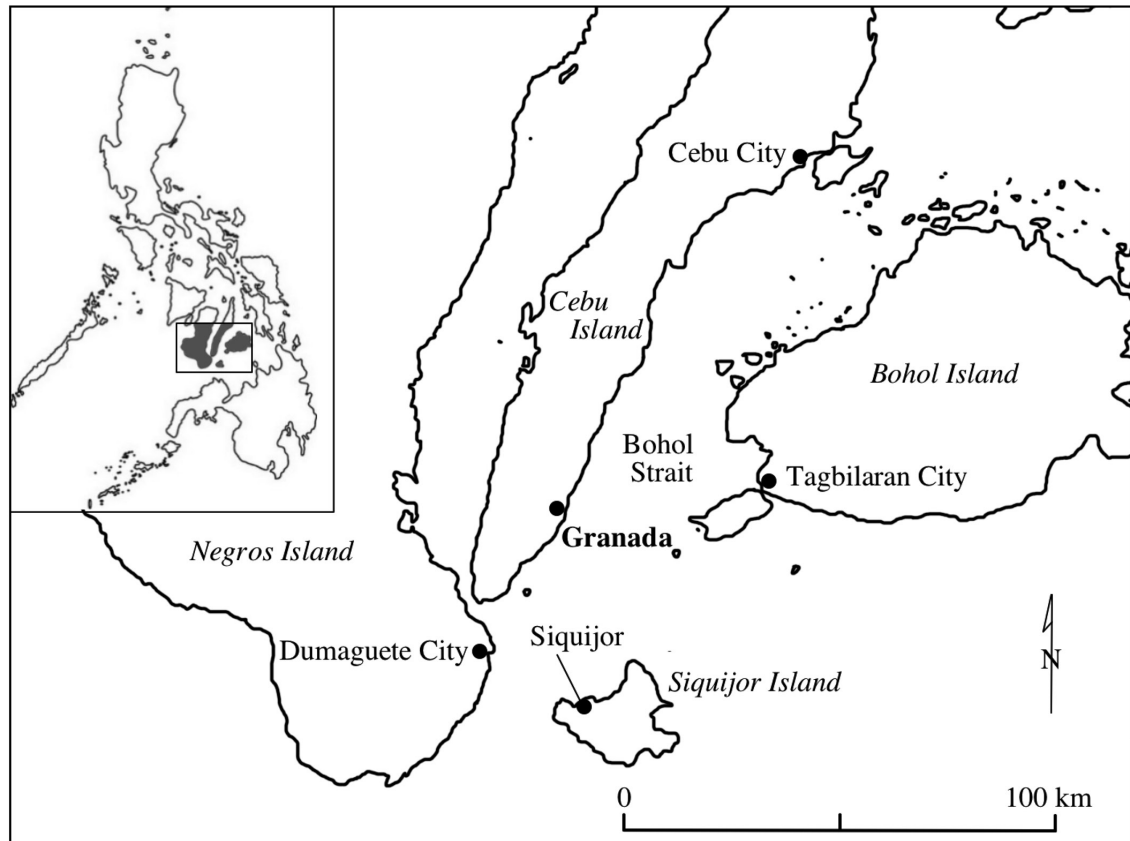 Cebu City
Cebu
Island
Bohol Island
Bohol
Strait
Tagbilaran City
Granada
Negros Island
Siquijor
Dumaguete City
Siquijor Island
N
0
100 km